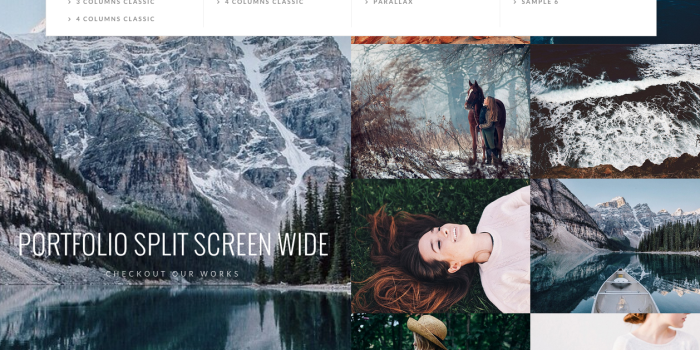 3 COLUMNS CLASSIC
4 COLUMNS CLASSIC
PARALLAX
SAMPLE 6
4 COLUMNS CLASSIC
PORTFOLIO SPLIT SCREEN WIDE
CHECKOUT OUR WORKS